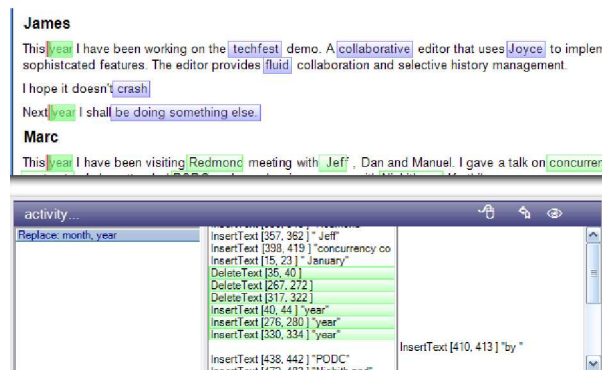 James
This year I have been working on the techfest demo. A collaborative editor that uses Joyce to implem
sophistcated features. The editor provides fluid collaboration and selective history management.
I hope it doesn't crash
Next year I shall be doing something else.
Marc
This year I have been visiting Redmond meeting with Jeff , Dan and Manuel. I gave a talk on concurren
activity...
Replace: month, year
InsertText [357, 362 ] " Jeff"
InsertText [398, 419 ] "concurrency co
InsertText [15, 23 ] " January"
DeleteText [35, 40 ]
DeleteText [267, 272 ]
DeleteText [317, 322 ]
InsertText [40, 44 ] "year"
InsertText [276, 280 ] "year"
InsertText [330, 334 ] "year"
InsertText [410, 413 ] "by "
InsertText [438, 442 ] "PODC"